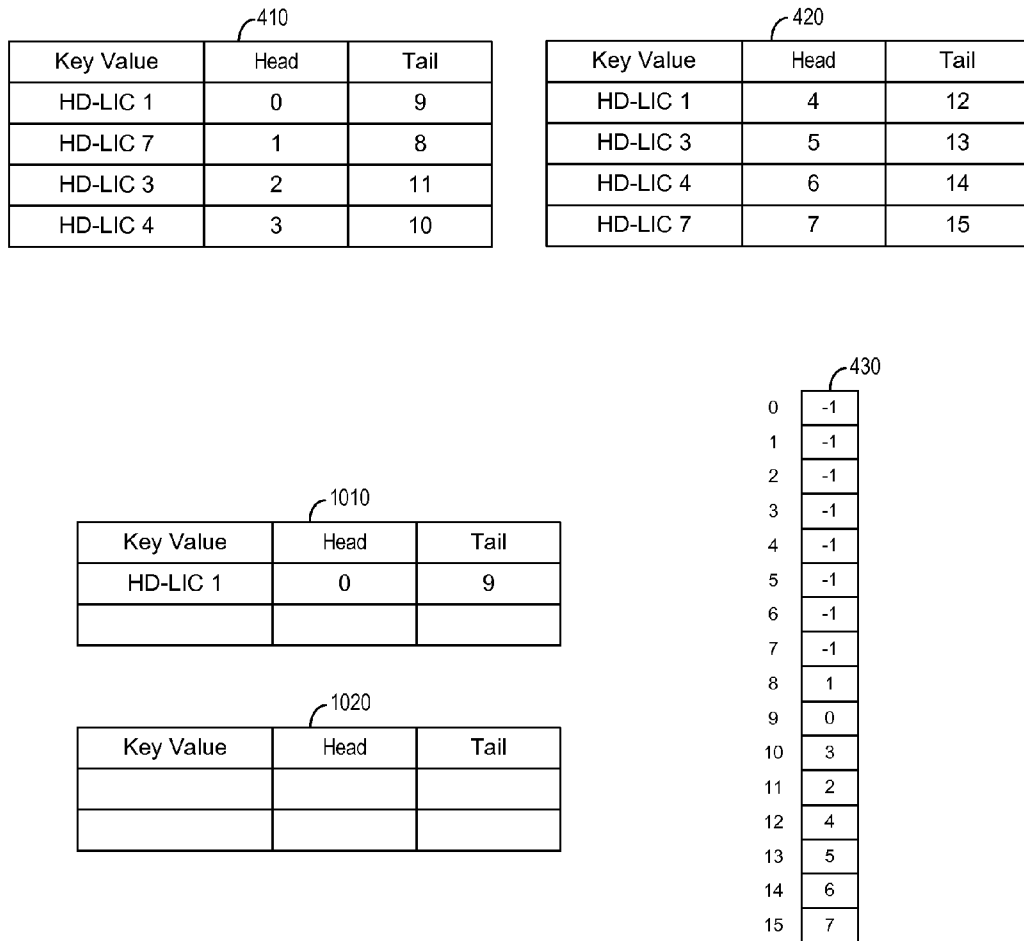 410
Key Value Head Tail
HD-LIC 1 0 9
HD-LIC 7 1 8
HD-LIC 3 2 11
HD-LIC 4 3 10
420
Key Value Head Tail
HD-LIC 1 4 12
HD-LIC 3 5 13
HD-LIC 4 6 14
HD-LIC 7 7 15
1010
Key Value Head Tail
HD-LIC 1 0 9
1020
Key Value Head Tail
430
0 -1
1 -1
2 -1
3 -1
4 -1
5 -1
6 -1
7 -1
8 1
9 0
10 3
11 2
12 4
13 5
14 6
15 7